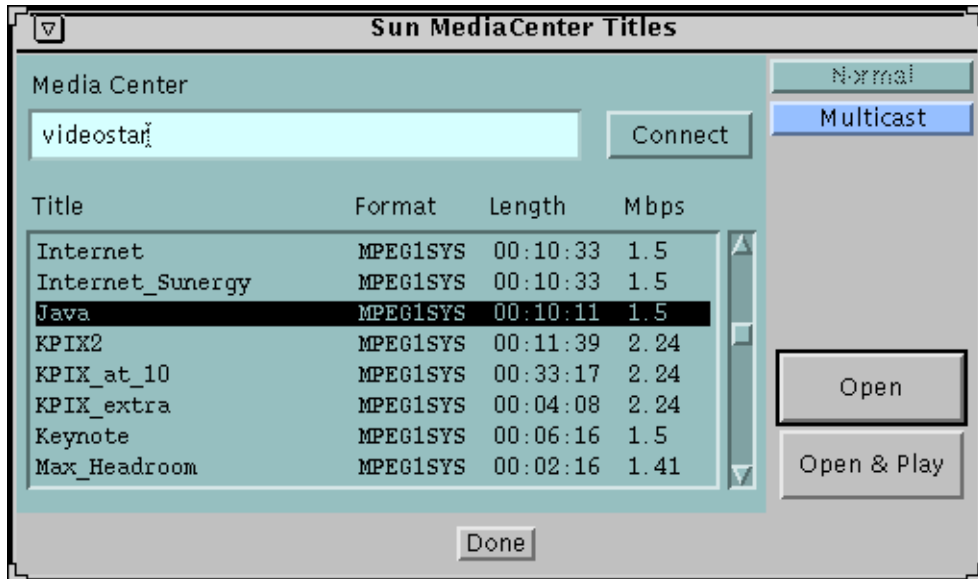 Sun MediaCenter Titles
Media Center
videostar
Connect
Normal
Multicast
Title Format Length Mbps
Internet MPEG1SYS 00:10:33 1.5
Internet_Sunergy MPEG1SYS 00:10:33 1.5
Java MPEG1SYS 00:10:11 1.5
KPIX2 MPEG1SYS 00:11:39 2.24
KPIX_at_10 MPEG1SYS 00:33:17 2.24
KPIX_extra MPEG1SYS 00:04:08 2.24
Keynote MPEG1SYS 00:06:16 1.5
Max_Headroom MPEG1SYS 00:02:16 1.41
Open
Open & Play
Done